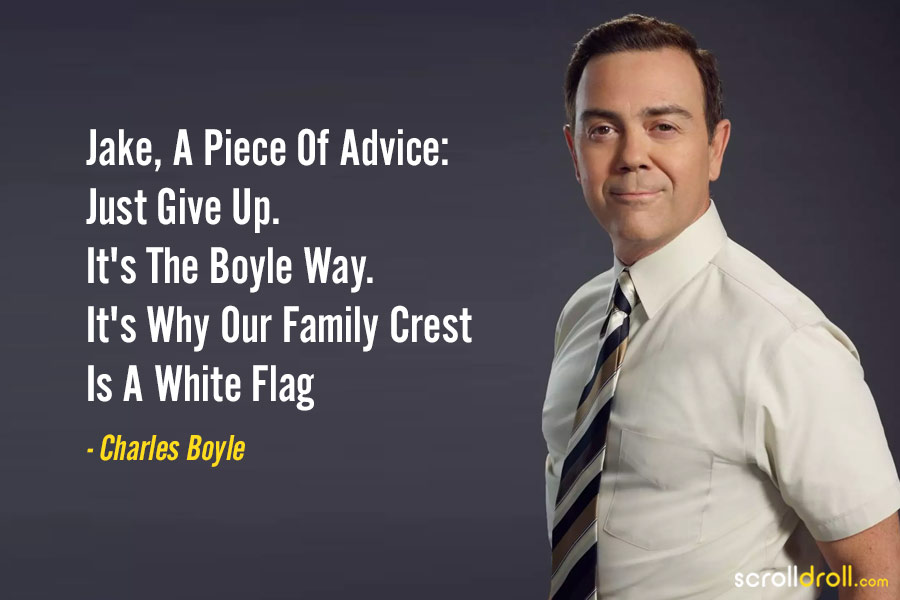 Jake, A Piece Of Advice:
Just Give Up.
It's The Boyle Way.
It's Why Our Family Crest
Is A White Flag
- Charles Boyle
scrolldroll.com